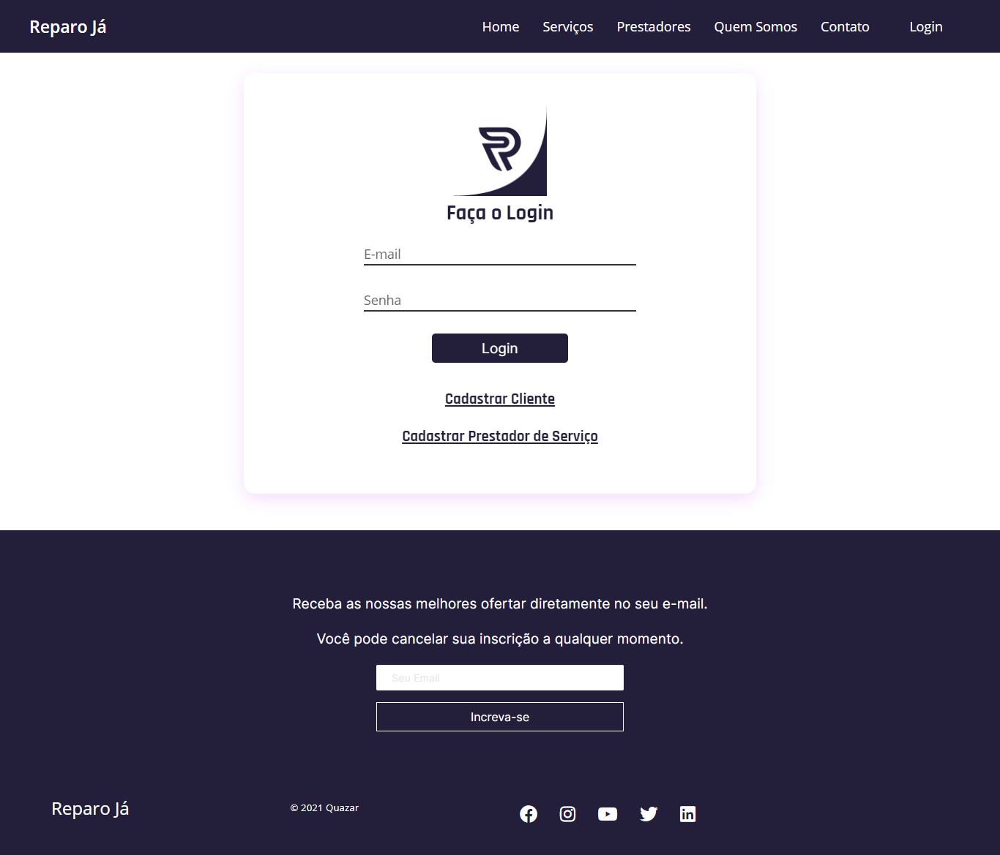 Reparo Já
Home Serviços Prestadores Quem Somos Contato Login
Faça o Login
E-mail
Senha
Login
Cadastrar Cliente
Cadastrar Prestador de Serviço
Receba as nossas melhores ofertar diretamente no seu e-mail.
Você pode cancelar sua inscrição a qualquer momento.
Seu Email
Increva-se
Reparo Já
© 2021 Quazar